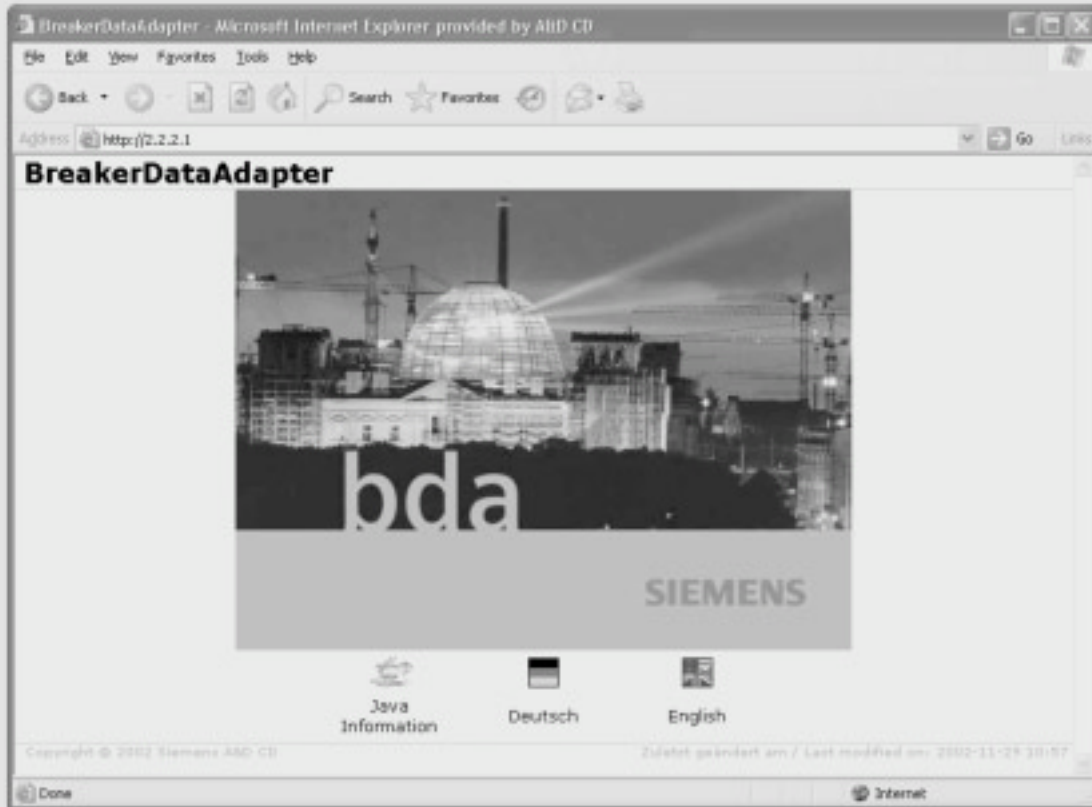 BreakerDataAdapter - Microsoft Internet Explorer provided by A&D CD
File Edit View Favorites Tools Help
Back Search Favorites
Address http://2.2.2.1 Go Links
BreakerDataAdapter
bda
SIEMENS
Java Information
Deutsch
English
Copyright © 2002 Siemens A&D CD
Zuletzt geändert am / Last modified on: 2002-11-29 10:57
Done
Internet